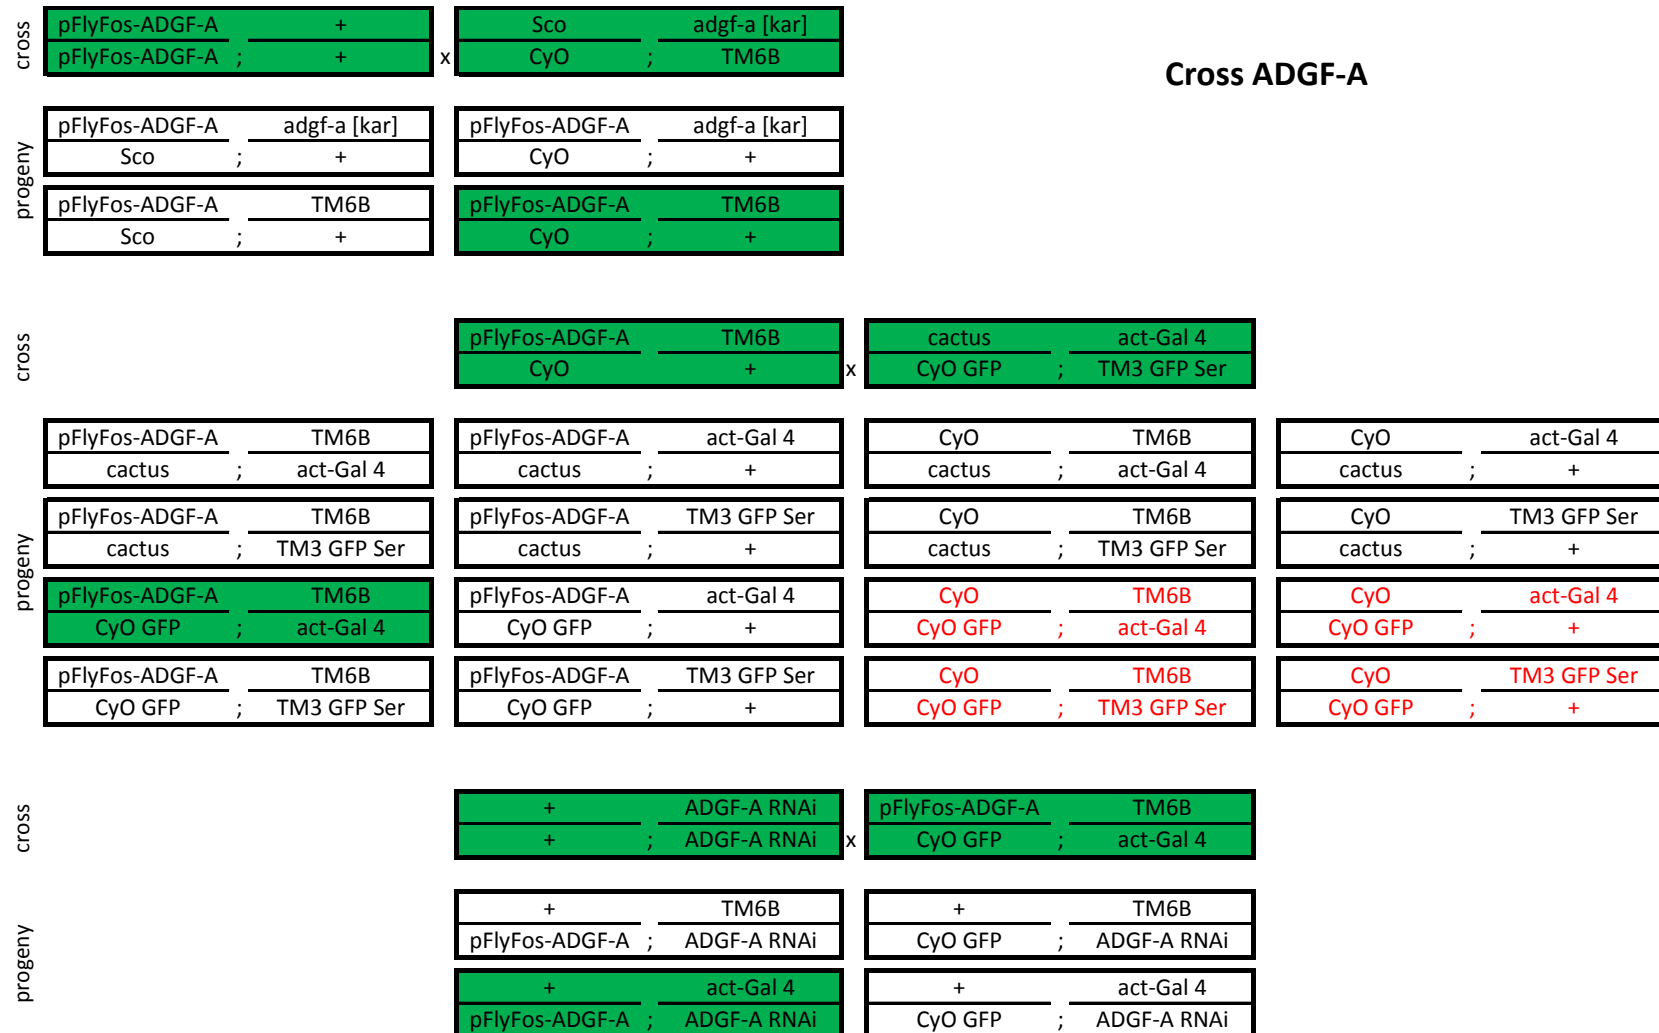 Cross ADGF-A
cross
pFlyFos-ADGF-A + Sco adgf-a [kar]
pFlyFos-ADGF-A ; + x CyO ; TM6B
progeny
pFlyFos-ADGF-A adgf-a [kar] pFlyFos-ADGF-A adgf-a [kar]
Sco ; + CyO ; +
pFlyFos-ADGF-A TM6B pFlyFos-ADGF-A TM6B
Sco ; + CyO ; +
cross
pFlyFos-ADGF-A TM6B cactus act-Gal 4
CyO + x CyO GFP ; TM3 GFP Ser
progeny
pFlyFos-ADGF-A TM6B pFlyFos-ADGF-A act-Gal 4 CyO TM6B CyO act-Gal 4
cactus ; act-Gal 4 cactus ; + cactus ; act-Gal 4 cactus ; +
pFlyFos-ADGF-A TM6B pFlyFos-ADGF-A TM3 GFP Ser CyO TM6B CyO TM3 GFP Ser
cactus ; TM3 GFP Ser cactus ; + cactus ; TM3 GFP Ser cactus ; +
pFlyFos-ADGF-A TM6B pFlyFos-ADGF-A act-Gal 4 CyO TM6B CyO act-Gal 4
CyO GFP ; act-Gal 4 CyO GFP ; + CyO GFP ; act-Gal 4 CyO GFP ; +
pFlyFos-ADGF-A TM6B pFlyFos-ADGF-A TM3 GFP Ser CyO TM6B CyO TM3 GFP Ser
CyO GFP ; TM3 GFP Ser CyO GFP ; + CyO GFP ; TM3 GFP Ser CyO GFP ; +
cross
+ ADGF-A RNAi pFlyFos-ADGF-A TM6B
+ ; ADGF-A RNAi x CyO GFP ; act-Gal 4
progeny
+ TM6B + TM6B
pFlyFos-ADGF-A ; ADGF-A RNAi CyO GFP ; ADGF-A RNAi
+ act-Gal 4 + act-Gal 4
pFlyFos-ADGF-A ; ADGF-A RNAi CyO GFP ; ADGF-A RNAi